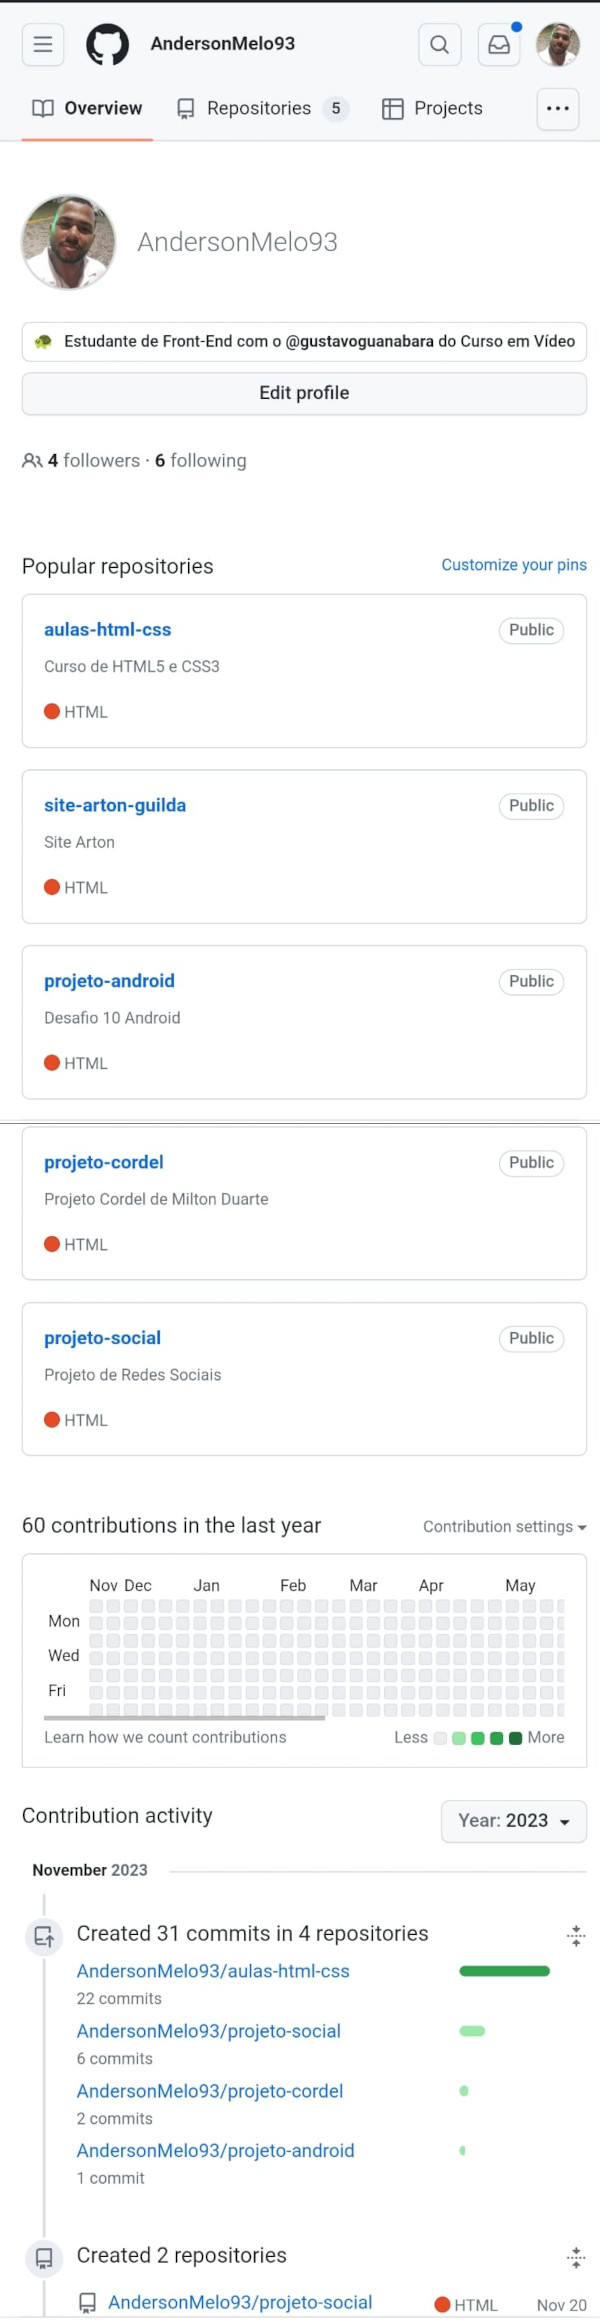 AndersonMelo93
Overview
Repositories 5
Projects
AndersonMelo93
Estudante de Front-End com o @gustavoguanabara do Curso em Vídeo
Edit profile
4 followers · 6 following
Popular repositories
Customize your pins
aulas-html-css
Public
Curso de HTML5 e CSS3
HTML
site-arton-guilda
Public
Site Arton
HTML
projeto-android
Public
Desafio 10 Android
HTML
projeto-cordel
Public
Projeto Cordel de Milton Duarte
HTML
projeto-social
Public
Projeto de Redes Sociais
HTML
60 contributions in the last year
Contribution settings
Nov Dec Jan Feb Mar Apr May
Mon
Wed
Fri
Learn how we count contributions
Less
More
Contribution activity
Year: 2023
November 2023
Created 31 commits in 4 repositories
AndersonMelo93/aulas-html-css
22 commits
AndersonMelo93/projeto-social
6 commits
AndersonMelo93/projeto-cordel
2 commits
AndersonMelo93/projeto-android
1 commit
Created 2 repositories
AndersonMelo93/projeto-social
HTML
Nov 20